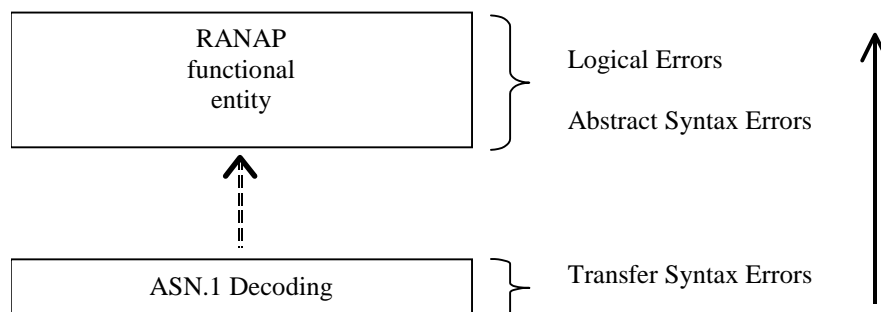 RANAP
functional
entity
Logical Errors
Abstract Syntax Errors
ASN.1 Decoding
Transfer Syntax Errors